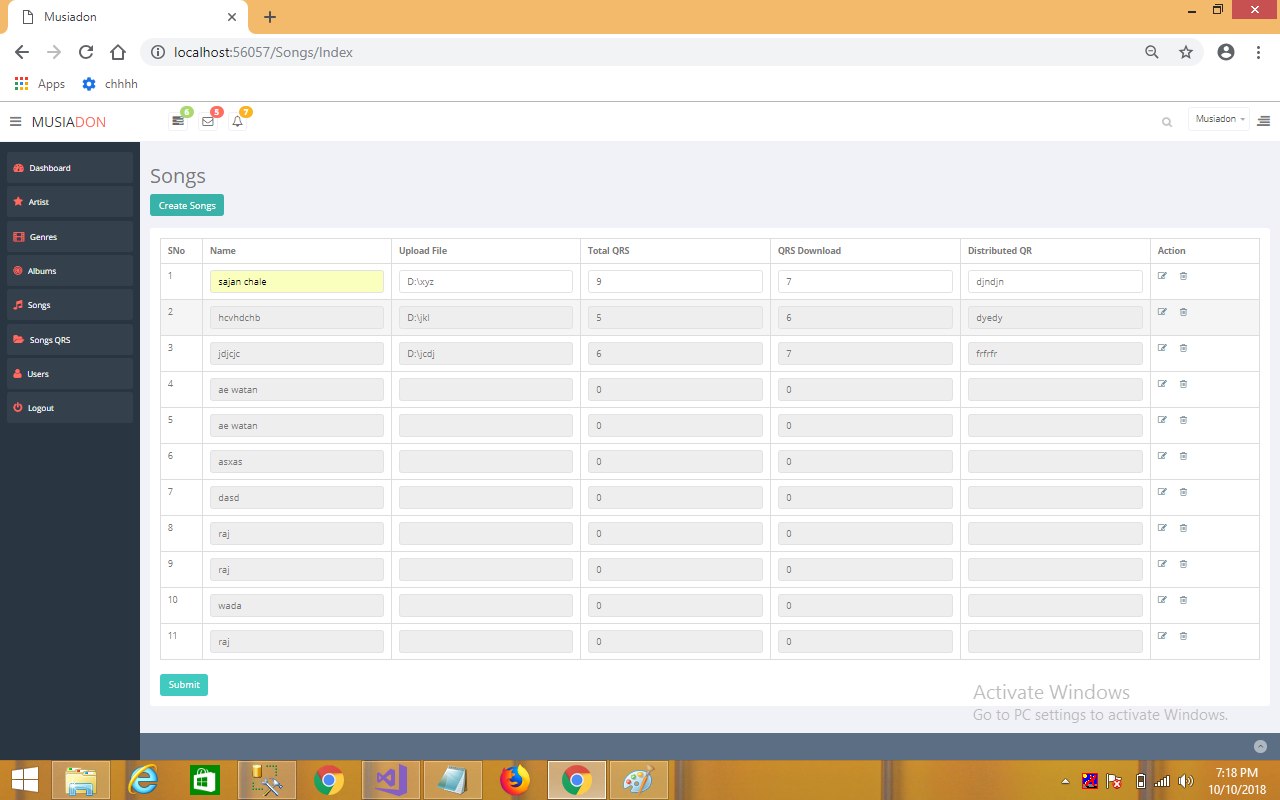 Musiadon
localhost:56057/Songs/Index
Apps chhhh
MUSIADON 6 5 7 Musiadon
Dashboard
Artist
Genres
Albums
Songs
Songs QRS
Users
Logout
Songs
Create Songs
SNo Name Upload File Total QRS QRS Download Distributed QR Action
1 sajan chale D:\xyz 9 7 djndjn
2 hcvhdchb D:\jkl 5 6 dyedy
3 jdjcjc D:\jcdj 6 7 frfrfr
4 ae watan 0 0
5 ae watan 0 0
6 asxas 0 0
7 dasd 0 0
8 raj 0 0
9 raj 0 0
10 wada 0 0
11 raj 0 0
Submit
Activate Windows
Go to PC settings to activate Windows.
7:18 PM
10/10/2018